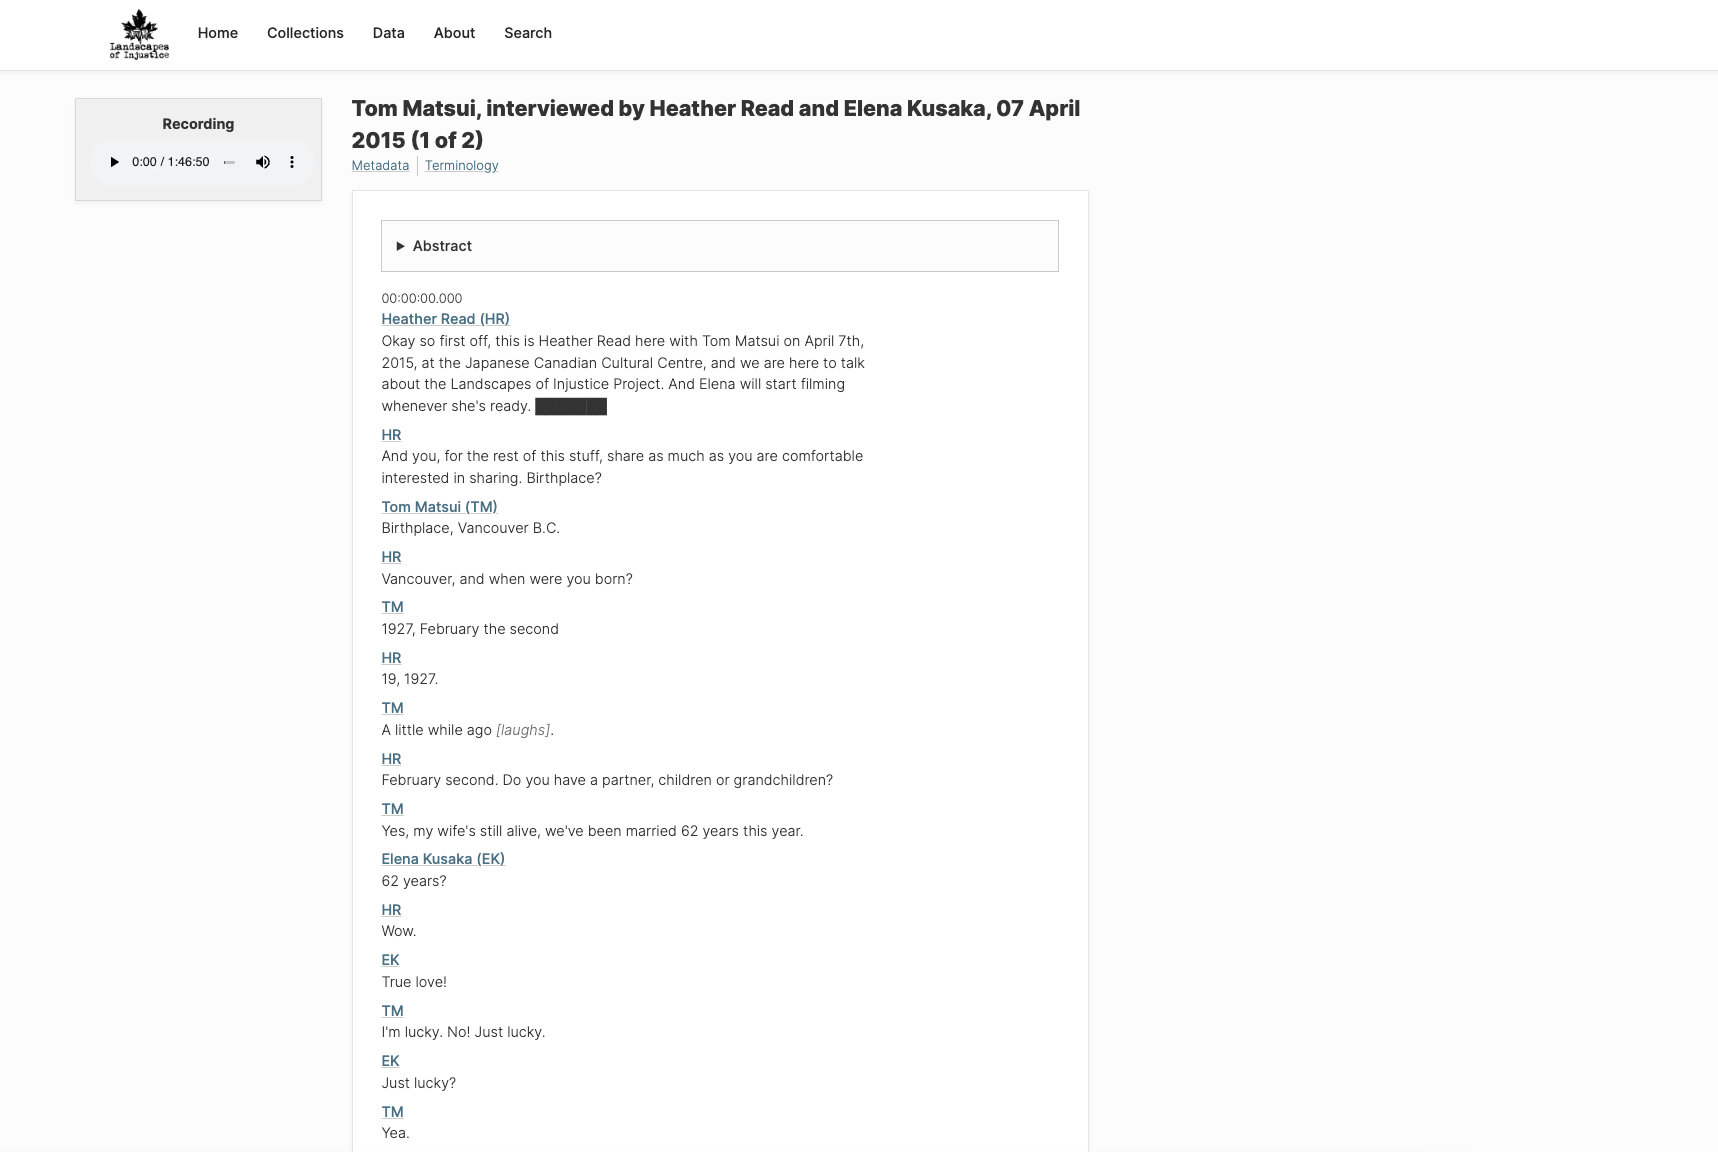 Landscapes
of Injustice
Home
Collections
Data
About
Search
Recording
0:00 / 1:46:50
Tom Matsui, interviewed by Heather Read and Elena Kusaka, 07 April
2015 (1 of 2)
Metadata
Terminology
Abstract
00:00:00.000
Heather Read (HR)
Okay so first off, this is Heather Read here with Tom Matsui on April 7th,
2015, at the Japanese Canadian Cultural Centre, and we are here to talk
about the Landscapes of Injustice Project. And Elena will start filming
whenever she's ready.
HR
And you, for the rest of this stuff, share as much as you are comfortable
interested in sharing. Birthplace?
Tom Matsui (TM)
Birthplace, Vancouver B.C.
HR
Vancouver, and when were you born?
TM
1927, February the second
HR
19, 1927.
TM
A little while ago [laughs].
HR
February second. Do you have a partner, children or grandchildren?
TM
Yes, my wife's still alive, we've been married 62 years this year.
Elena Kusaka (EK)
62 years?
HR
Wow.
EK
True love!
TM
I'm lucky. No! Just lucky.
EK
Just lucky?
TM
Yea.